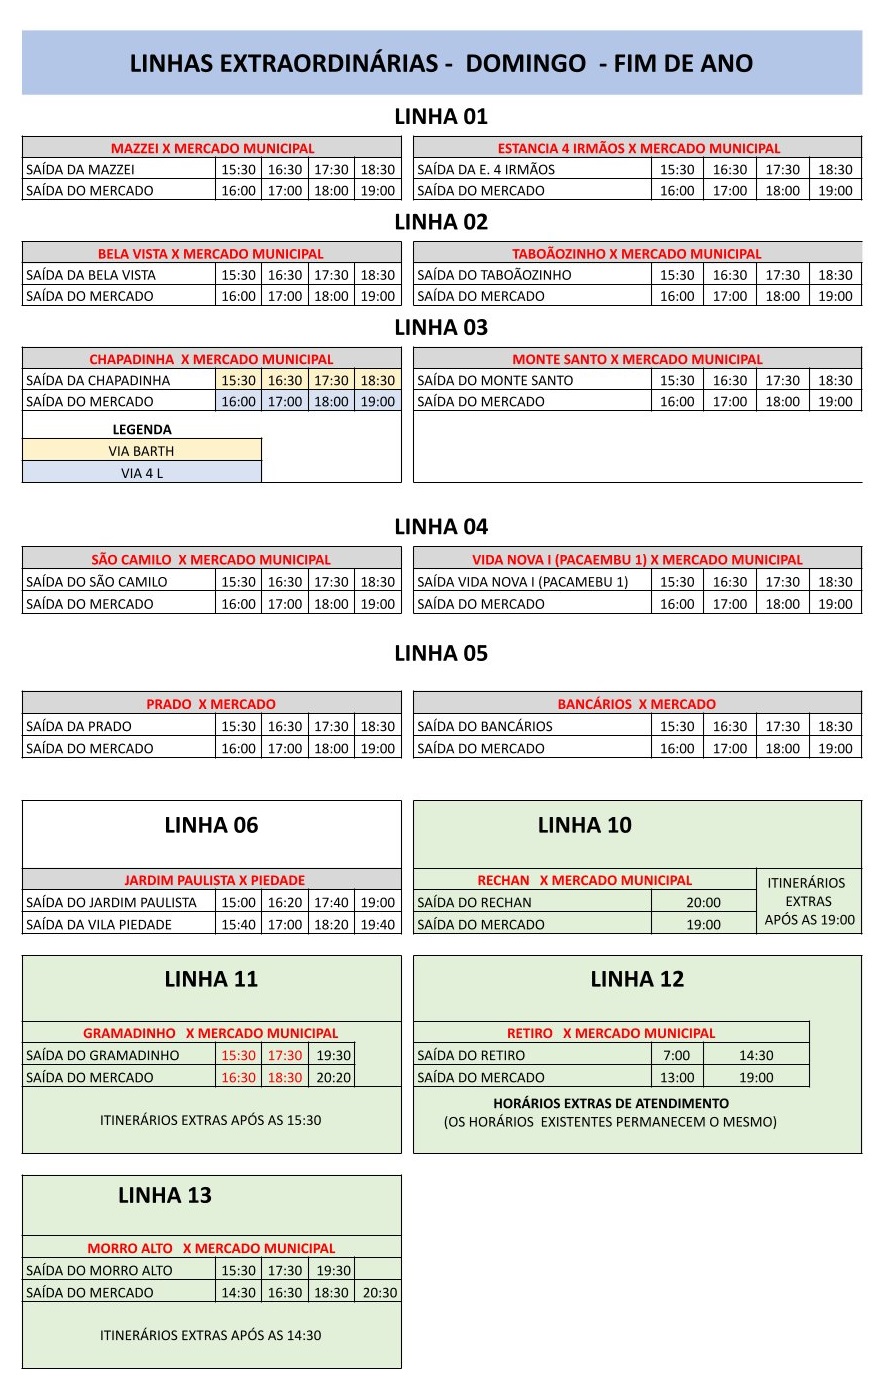 LINHAS EXTRAORDINÁRIAS -  DOMINGO  - FIM DE ANO
LINHA 01
MAZZEI X MERCADO MUNICIPAL
SAÍDA DA MAZZEI 15:30 16:30 17:30 18:30
SAÍDA DO MERCADO 16:00 17:00 18:00 19:00
ESTANCIA 4 IRMÃOS X MERCADO MUNICIPAL
SAÍDA DA E. 4 IRMÃOS 15:30 16:30 17:30 18:30
SAÍDA DO MERCADO 16:00 17:00 18:00 19:00
LINHA 02
BELA VISTA X MERCADO MUNICIPAL
SAÍDA DA BELA VISTA 15:30 16:30 17:30 18:30
SAÍDA DO MERCADO 16:00 17:00 18:00 19:00
TABOÃOZINHO X MERCADO MUNICIPAL
SAÍDA DO TABOÃOZINHO 15:30 16:30 17:30 18:30
SAÍDA DO MERCADO 16:00 17:00 18:00 19:00
LINHA 03
CHAPADINHA  X MERCADO MUNICIPAL
SAÍDA DA CHAPADINHA 15:30 16:30 17:30 18:30
SAÍDA DO MERCADO 16:00 17:00 18:00 19:00
LEGENDA
VIA BARTH
VIA 4 L
MONTE SANTO X MERCADO MUNICIPAL
SAÍDA DO MONTE SANTO 15:30 16:30 17:30 18:30
SAÍDA DO MERCADO 16:00 17:00 18:00 19:00
LINHA 04
SÃO CAMILO  X MERCADO MUNICIPAL
SAÍDA DO SÃO CAMILO 15:30 16:30 17:30 18:30
SAÍDA DO MERCADO 16:00 17:00 18:00 19:00
VIDA NOVA I (PACAEMBU 1) X MERCADO MUNICIPAL
SAÍDA VIDA NOVA I (PACAMEBU 1) 15:30 16:30 17:30 18:30
SAÍDA DO MERCADO 16:00 17:00 18:00 19:00
LINHA 05
PRADO  X MERCADO
SAÍDA DA PRADO 15:30 16:30 17:30 18:30
SAÍDA DO MERCADO 16:00 17:00 18:00 19:00
BANCÁRIOS  X MERCADO
SAÍDA DO BANCÁRIOS 15:30 16:30 17:30 18:30
SAÍDA DO MERCADO 16:00 17:00 18:00 19:00
LINHA 06
JARDIM PAULISTA X PIEDADE
SAÍDA DO JARDIM PAULISTA 15:00 16:20 17:40 19:00
SAÍDA DA VILA PIEDADE 15:40 17:00 18:20 19:40
LINHA 10
RECHAN   X MERCADO MUNICIPAL
SAÍDA DO RECHAN 20:00
SAÍDA DO MERCADO 19:00
ITINERÁRIOS
EXTRAS
APÓS AS 19:00
LINHA 11
GRAMADINHO   X MERCADO MUNICIPAL
SAÍDA DO GRAMADINHO 15:30 17:30 19:30
SAÍDA DO MERCADO 16:30 18:30 20:20
ITINERÁRIOS EXTRAS APÓS AS 15:30
LINHA 12
RETIRO   X MERCADO MUNICIPAL
SAÍDA DO RETIRO 7:00 14:30
SAÍDA DO MERCADO 13:00 19:00
HORÁRIOS EXTRAS DE ATENDIMENTO
(OS HORÁRIOS  EXISTENTES PERMANECEM O MESMO)
LINHA 13
MORRO ALTO   X MERCADO MUNICIPAL
SAÍDA DO MORRO ALTO 15:30 17:30 19:30
SAÍDA DO MERCADO 14:30 16:30 18:30 20:30
ITINERÁRIOS EXTRAS APÓS AS 14:30